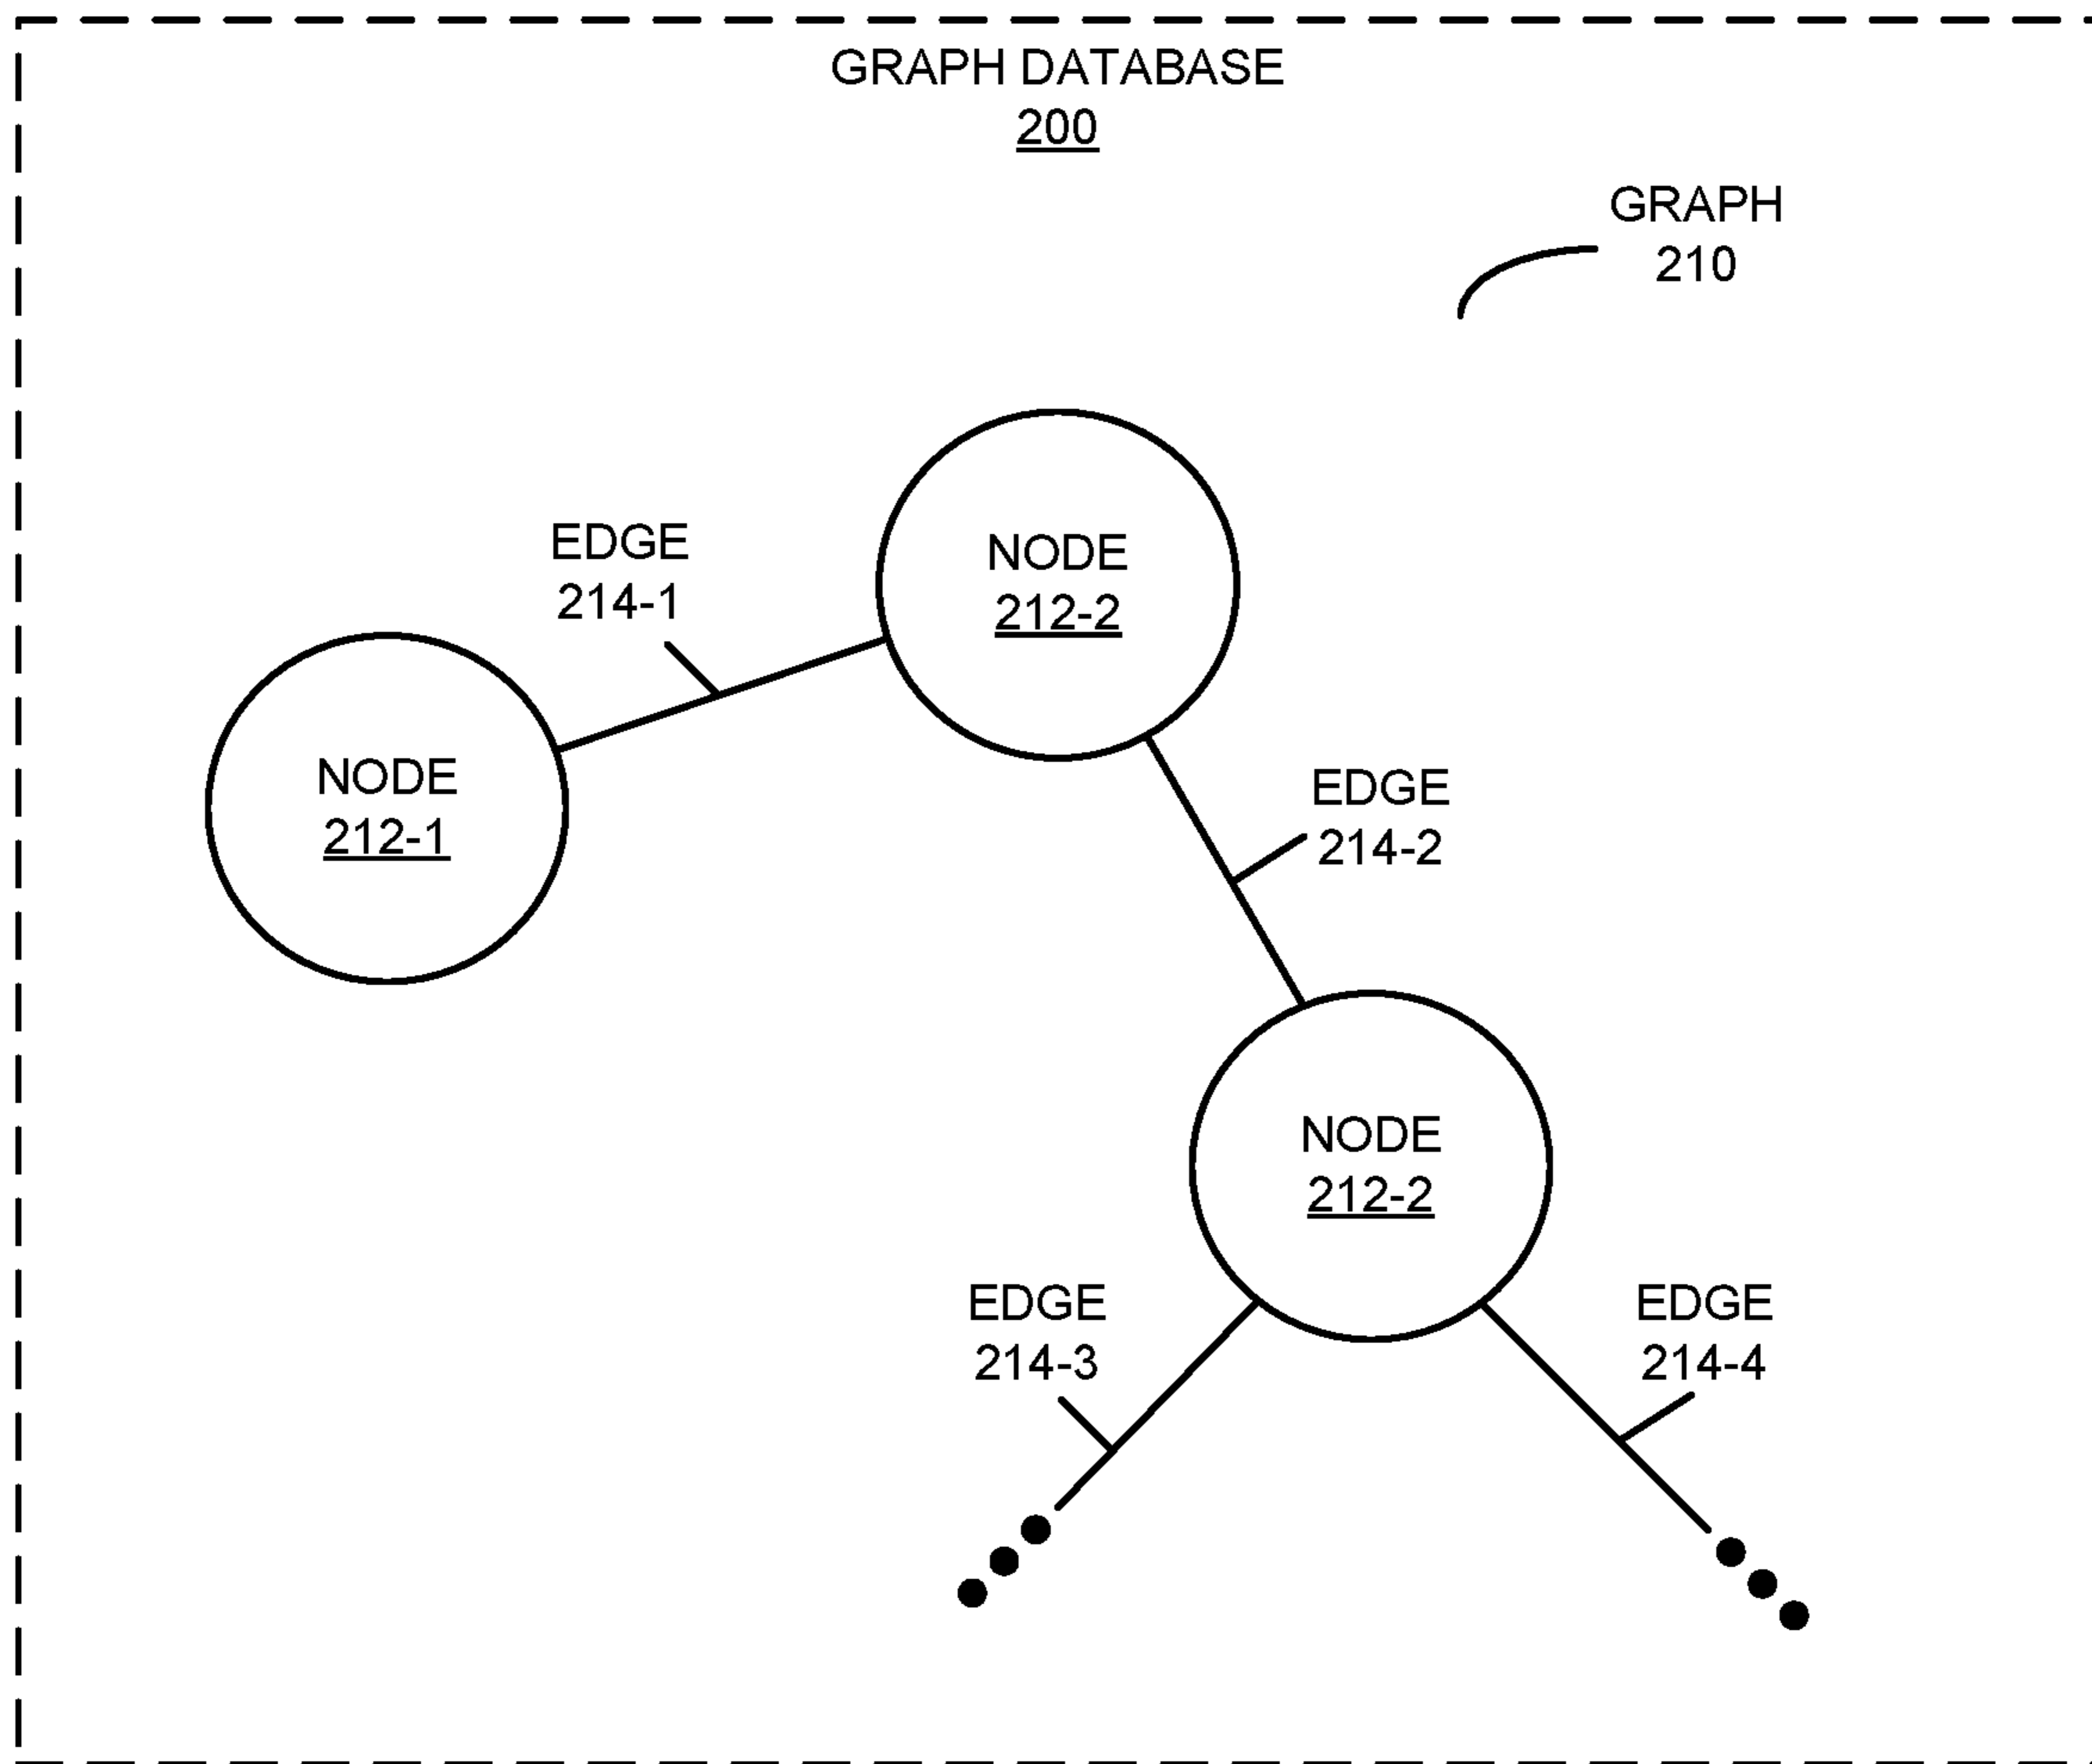 GRAPH DATABASE
200
GRAPH
210
EDGE
214-1
NODE
212-2
NODE
212-1
EDGE
214-2
NODE
212-2
EDGE
214-3
EDGE
214-4